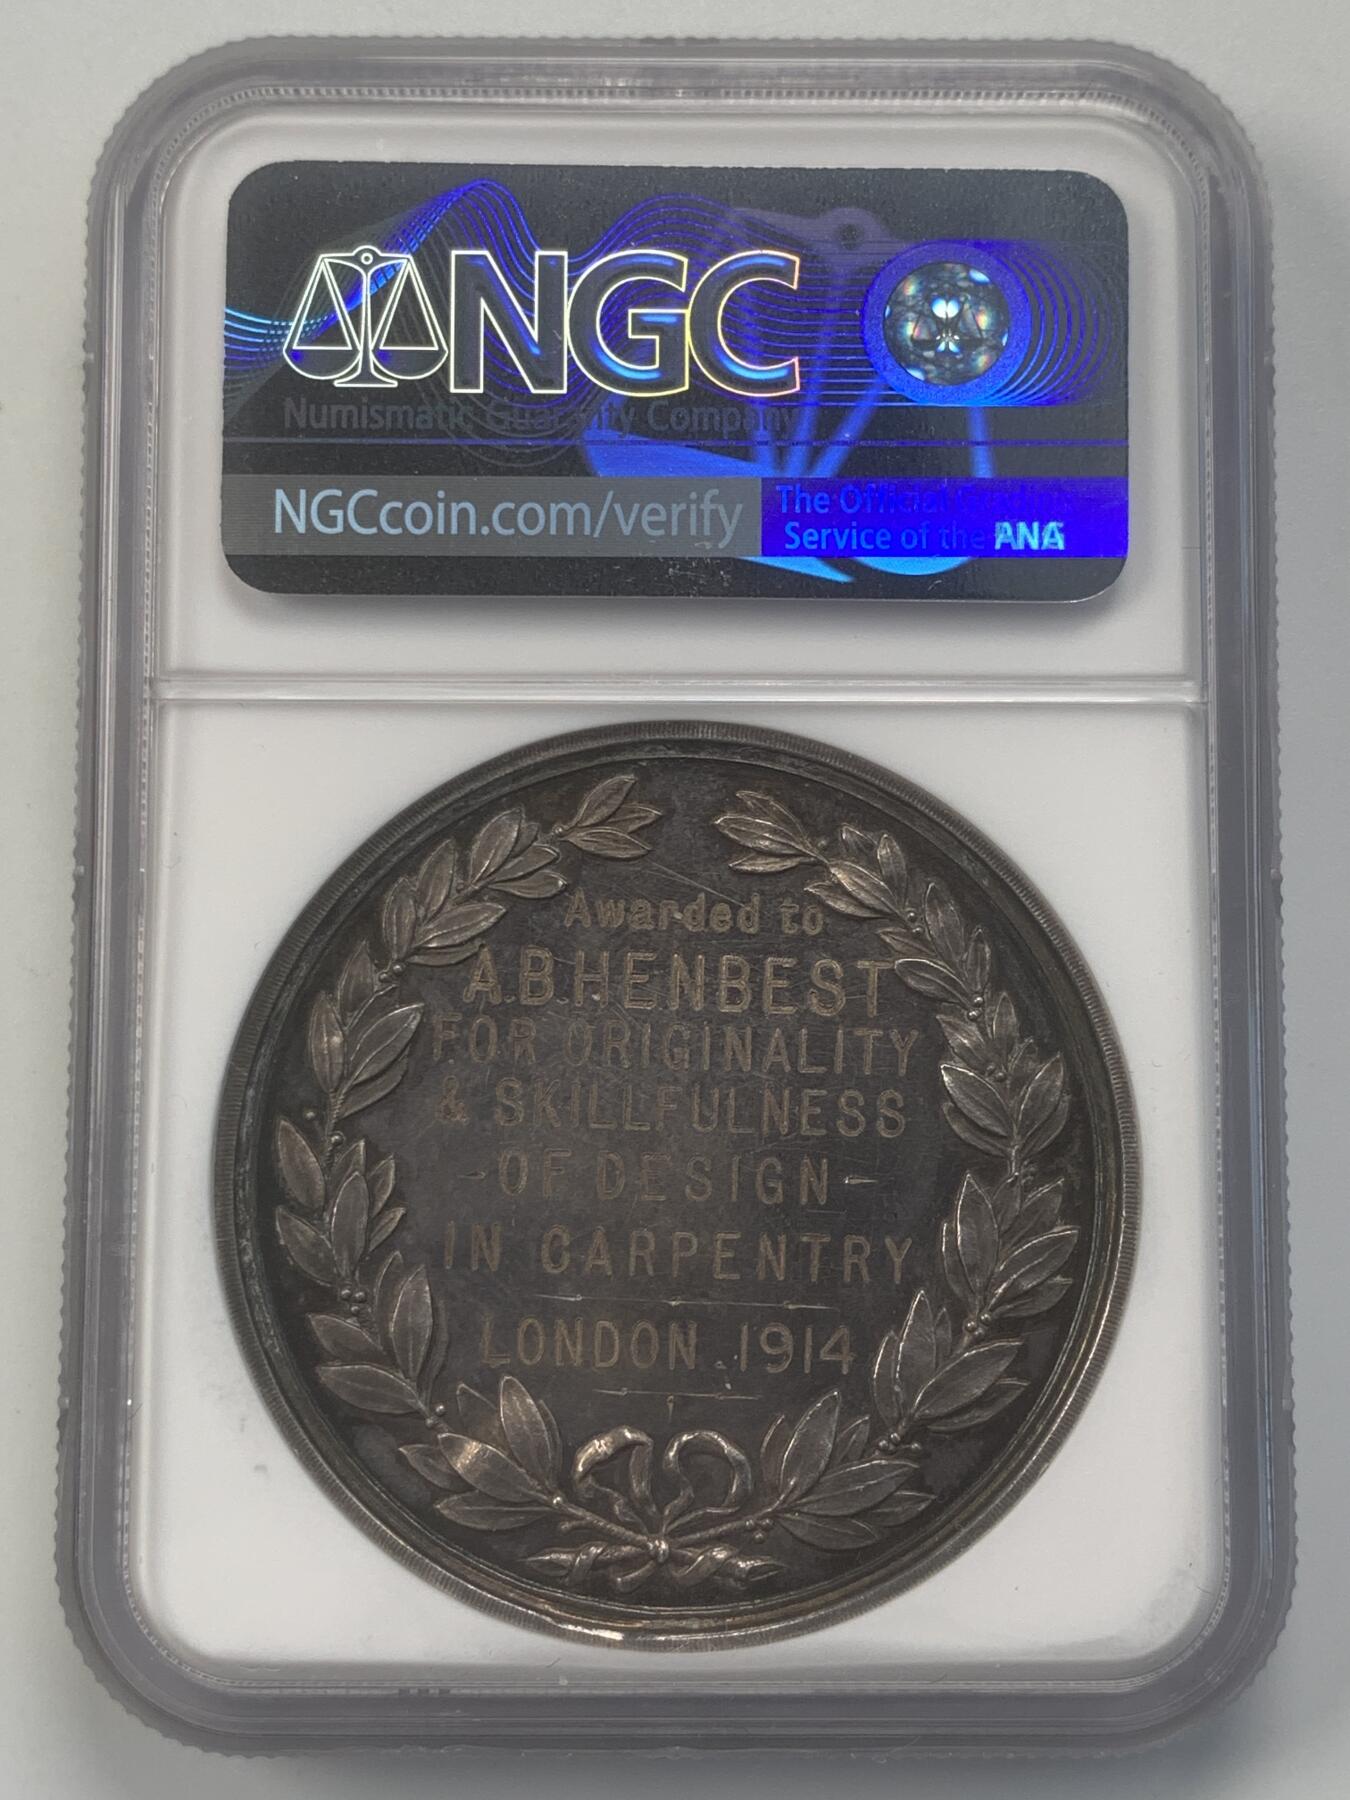 NGC
Numismatic Guaranty Company
NGCcoin.com/verify
The Official Grading
Service of the ANA
Awarded to
A.B.HENBEST
FOR ORIGINALITY
& SKILLFULNESS
-OF DESIGN-
IN CARPENTRY
LONDON.1914